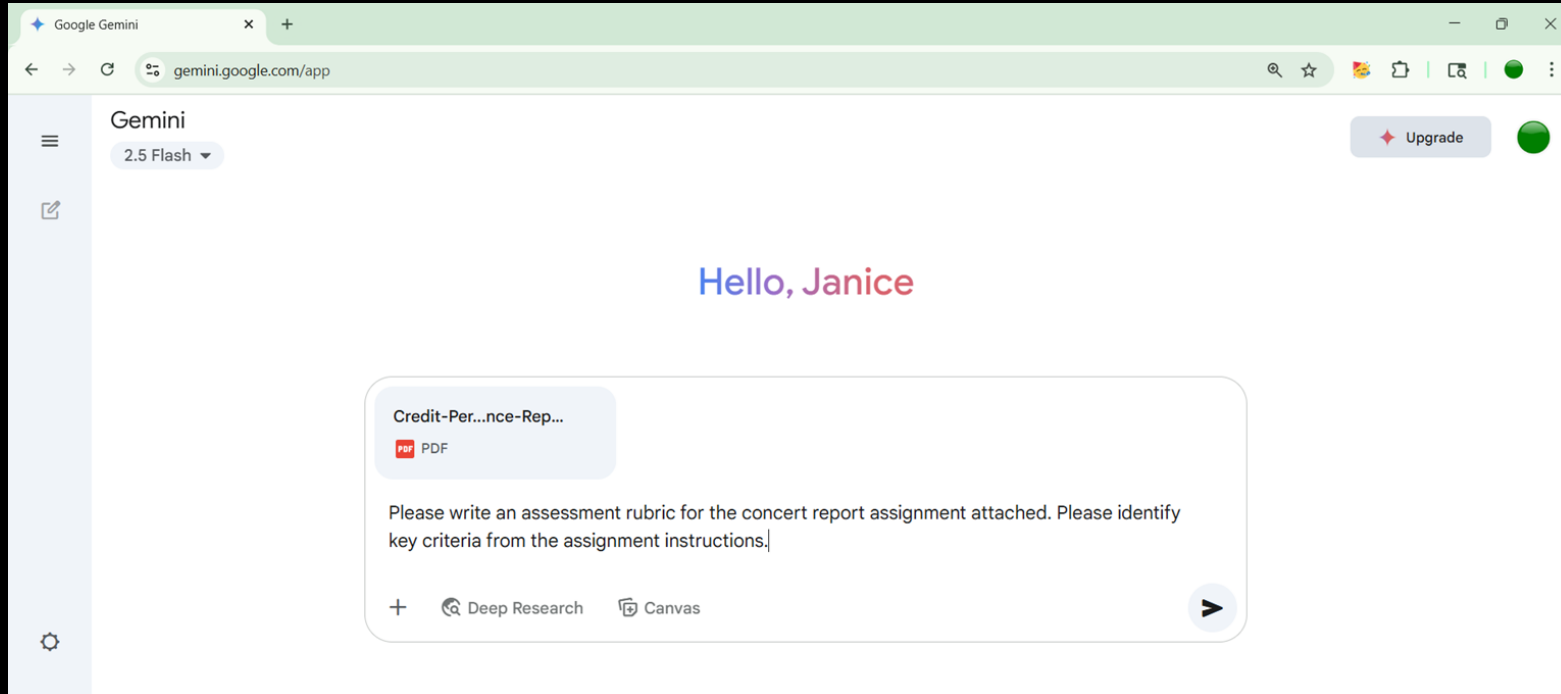 Google Gemini
gemini.google.com/app
Gemini
2.5 Flash
Upgrade
Hello, Janice
Credit-Per...nce-Rep...
PDF PDF
Please write an assessment rubric for the concert report assignment attached. Please identify
key criteria from the assignment instructions.
Deep Research
Canvas